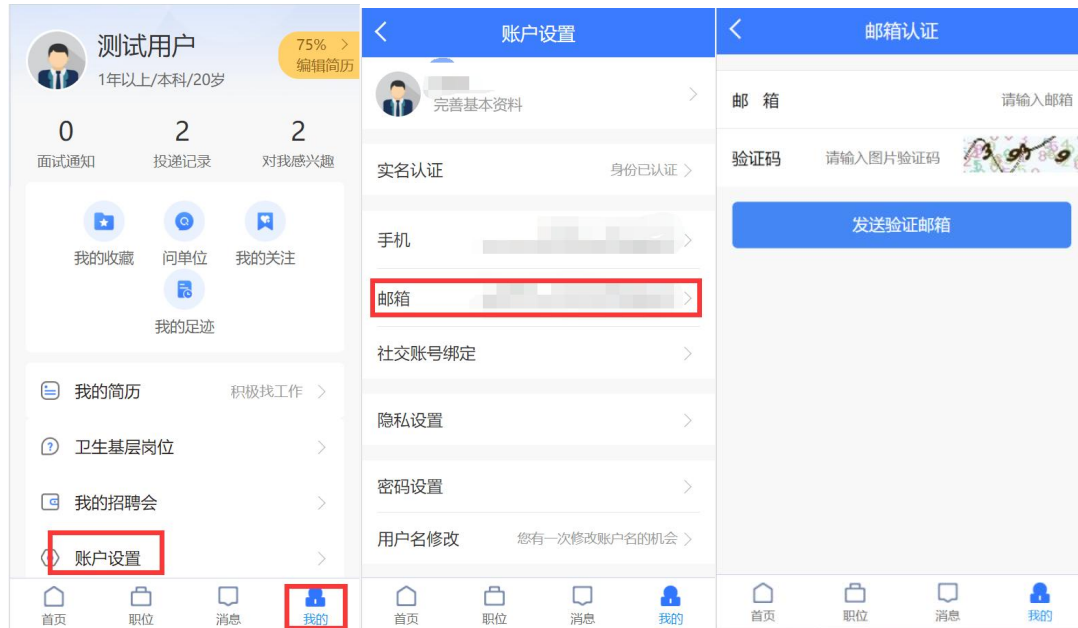 测试用户
75%
编辑简历
1年以上/本科/20岁
0 2 2
面试通知 投递记录 对我感兴趣
我的收藏 问单位 我的关注
我的足迹
我的简历 积极找工作
卫生基层岗位
我的招聘会
账户设置
首页 职位 消息 我的
账户设置
完善基本资料
实名认证 身份已认证
手机
邮箱
社交账号绑定
隐私设置
密码设置
用户名修改 您有一次修改账户名的机会
首页 职位 消息 我的
邮箱认证
邮 箱 请输入邮箱
验证码 请输入图片验证码
发送验证邮箱
首页 职位 消息 我的